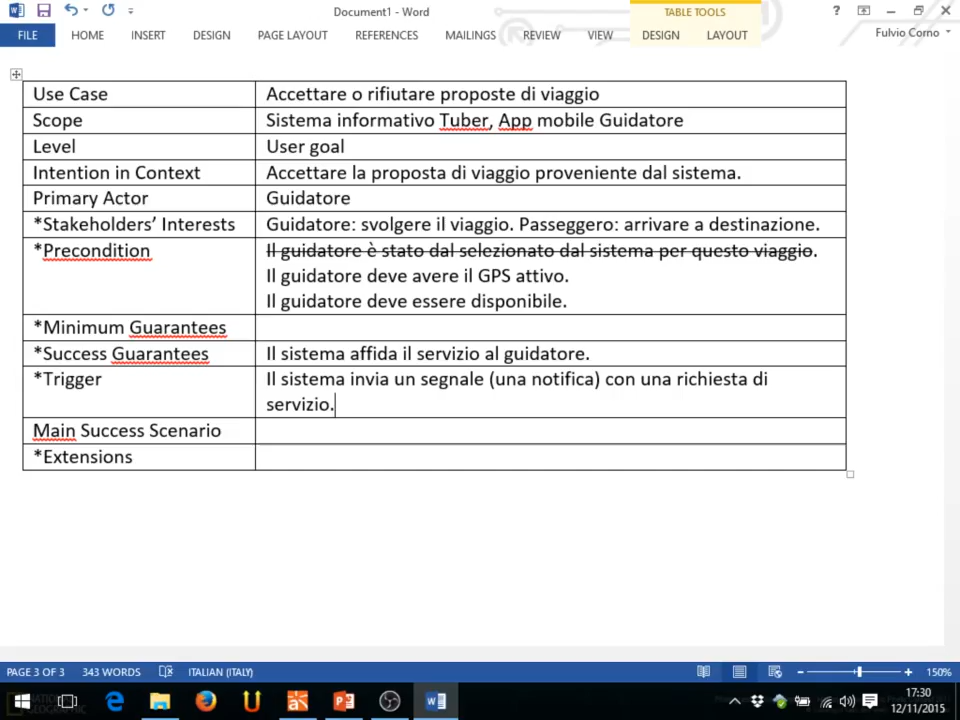 Document1 - Word
TABLE TOOLS
?
FILE
HOME
INSERT
DESIGN
PAGE LAYOUT
REFERENCES
MAILINGS
REVIEW
VIEW
DESIGN
LAYOUT
Fulvio Corno
Use Case
Accettare o rifiutare proposte di viaggio
Scope
Sistema informativo Tuber, App mobile Guidatore
Level
User goal
Intention in Context
Accettare la proposta di viaggio proveniente dal sistema.
Primary Actor
Guidatore
*Stakeholders’ Interests
Guidatore: svolgere il viaggio. Passeggero: arrivare a destinazione.
*Precondition
Il guidatore è stato dal selezionato dal sistema per questo viaggio.
Il guidatore deve avere il GPS attivo.
Il guidatore deve essere disponibile.
*Minimum Guarantees
*Success Guarantees
Il sistema affida il servizio al guidatore.
*Trigger
Il sistema invia un segnale (una notifica) con una richiesta di
servizio.
Main Success Scenario
*Extensions
PAGE 3 OF 3
343 WORDS
ITALIAN (ITALY)
150%
17:30
12/11/2015